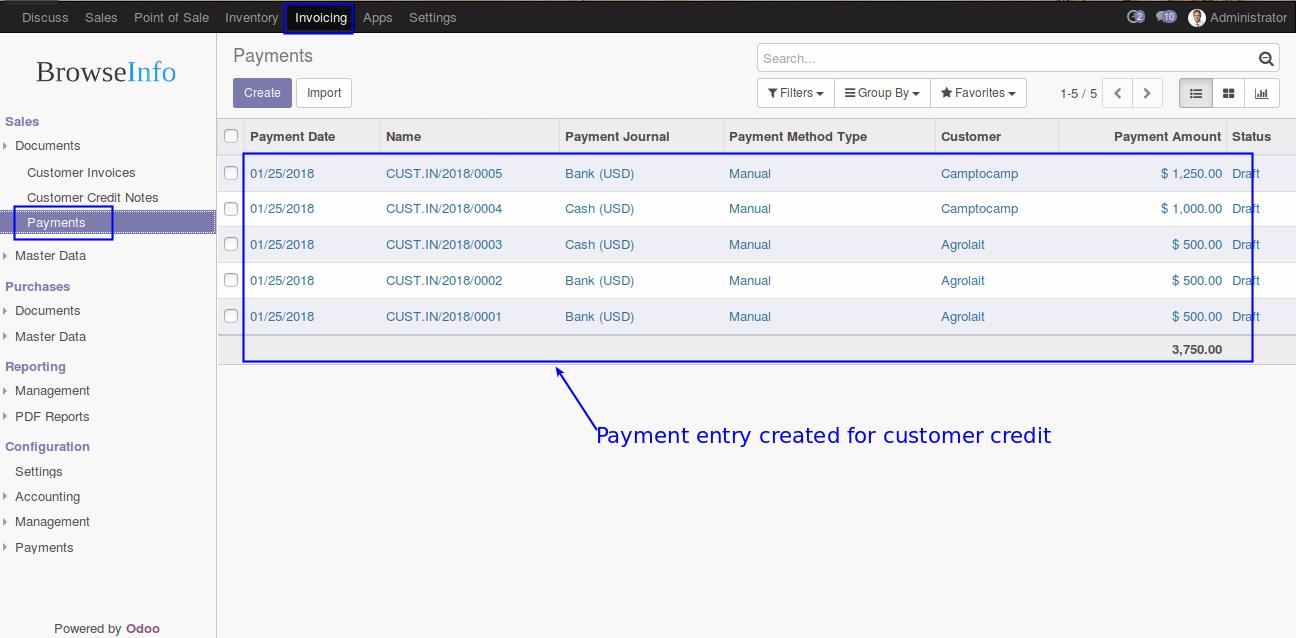 Discuss Sales Point of Sale Inventory Invoicing Apps Settings 2 10 Administrator
BrowseInfo
Sales
Documents
Customer Invoices
Customer Credit Notes
Payments
Master Data
Purchases
Documents
Master Data
Reporting
Management
PDF Reports
Configuration
Settings
Accounting
Management
Payments
Powered by Odoo
Payments
Search...
Create Import
Filters Group By Favorites 1-5 / 5
Payment Date Name Payment Journal Payment Method Type Customer Payment Amount Status
01/25/2018 CUST.IN/2018/0005 Bank (USD) Manual Camptocamp $ 1,250.00 Draft
01/25/2018 CUST.IN/2018/0004 Cash (USD) Manual Camptocamp $ 1,000.00 Draft
01/25/2018 CUST.IN/2018/0003 Cash (USD) Manual Agrolait $ 500.00 Draft
01/25/2018 CUST.IN/2018/0002 Bank (USD) Manual Agrolait $ 500.00 Draft
01/25/2018 CUST.IN/2018/0001 Bank (USD) Manual Agrolait $ 500.00 Draft
3,750.00
Payment entry created for customer credit